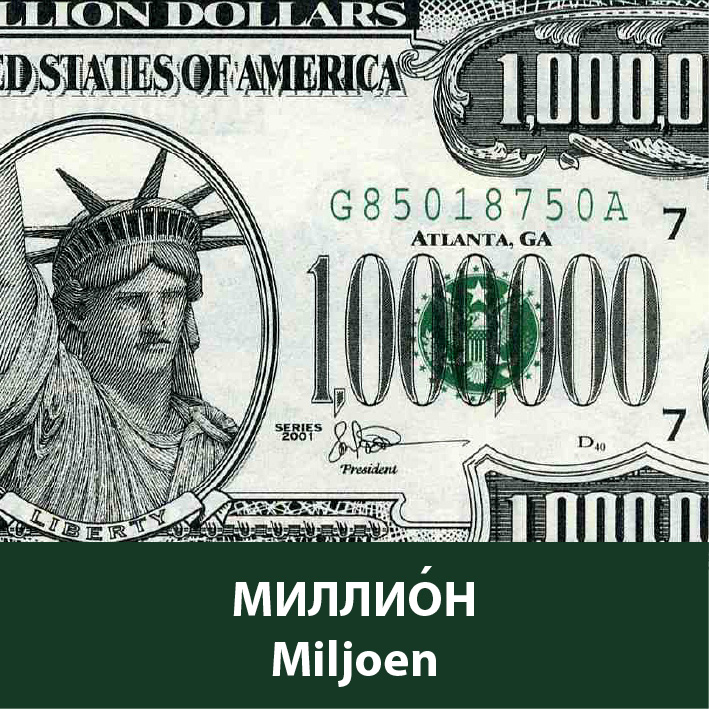 LLION DOLLARS
ED STATES OF AMERICA
1,000,0
G85018750A
7
ATLANTA, GA
1,000,000
SERIES
2001
President
D40
7
LIBERTY
1,000,0
МИЛЛИО́Н
Miljoen